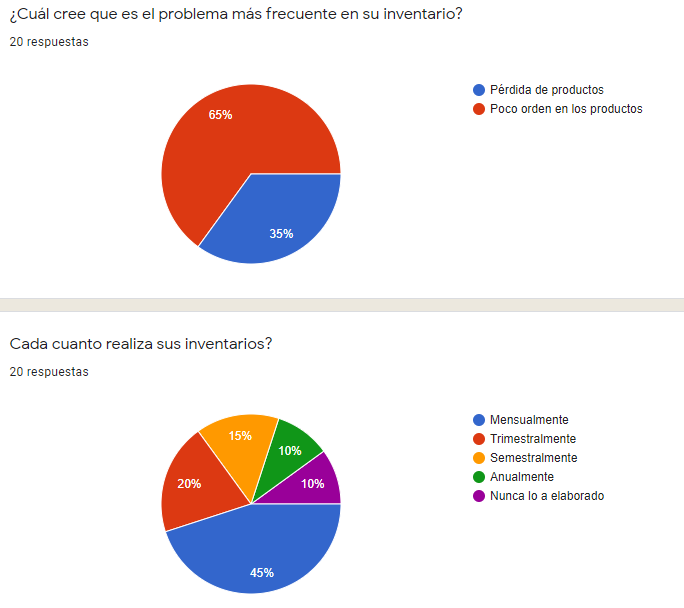 ¿Cuál cree que es el problema más frecuente en su inventario?
20 respuestas
Pérdida de productos
Poco orden en los productos
65%
35%
Cada cuanto realiza sus inventarios?
20 respuestas
Mensualmente
Trimestralmente
Semestralmente
Anualmente
Nunca lo a elaborado
15%
10%
20%
10%
45%